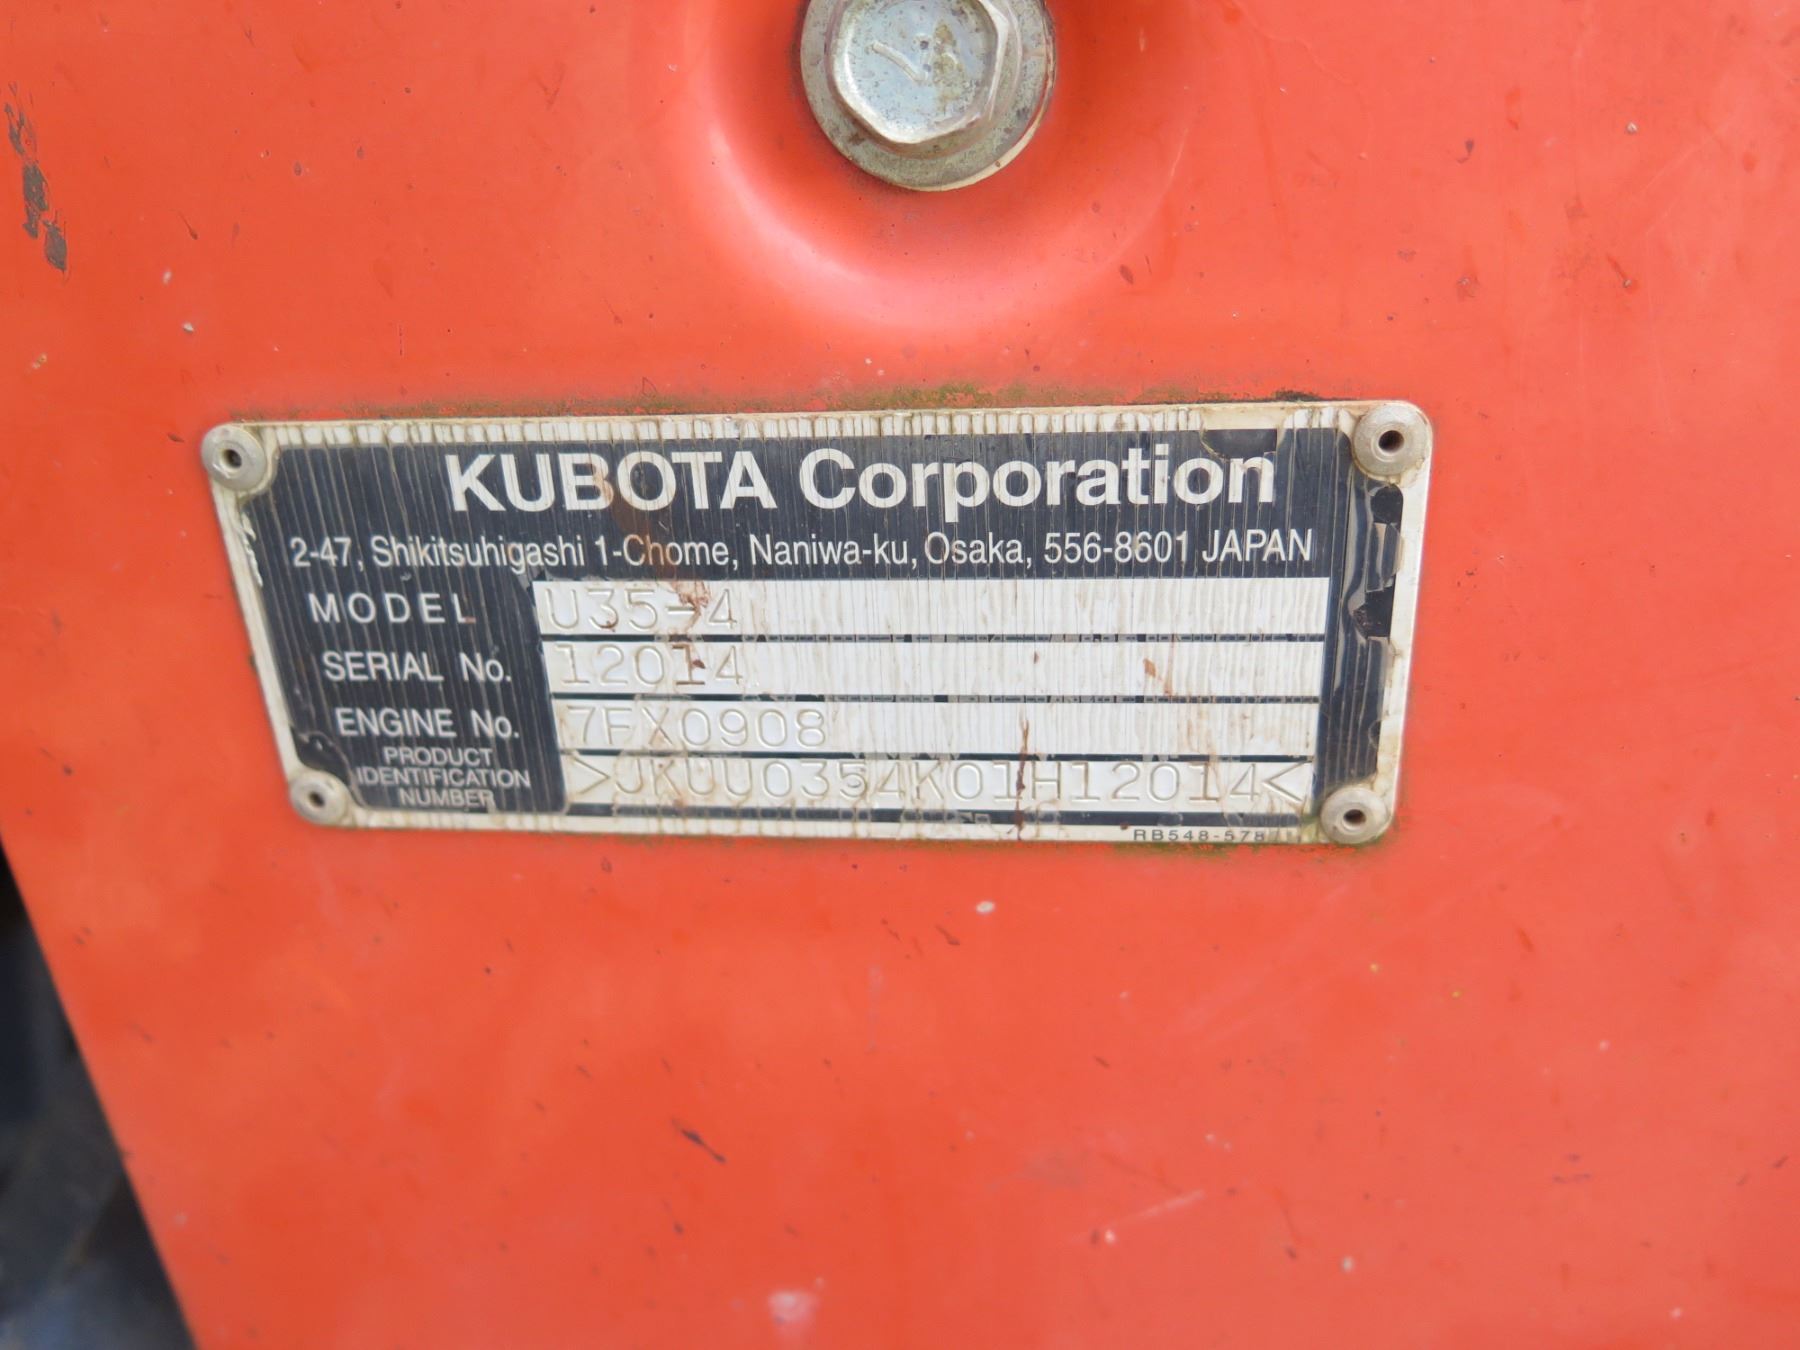 KUBOTA Corporation
2-47, Shikitsuhigashi 1-Chome, Naniwa-ku, Osaka, 556-8601 JAPAN
MODEL U35-4
SERIAL No. 12014
ENGINE No. 7FX0908
PRODUCT IDENTIFICATION NUMBER >JKUU0354K01H12014<
RB548-578